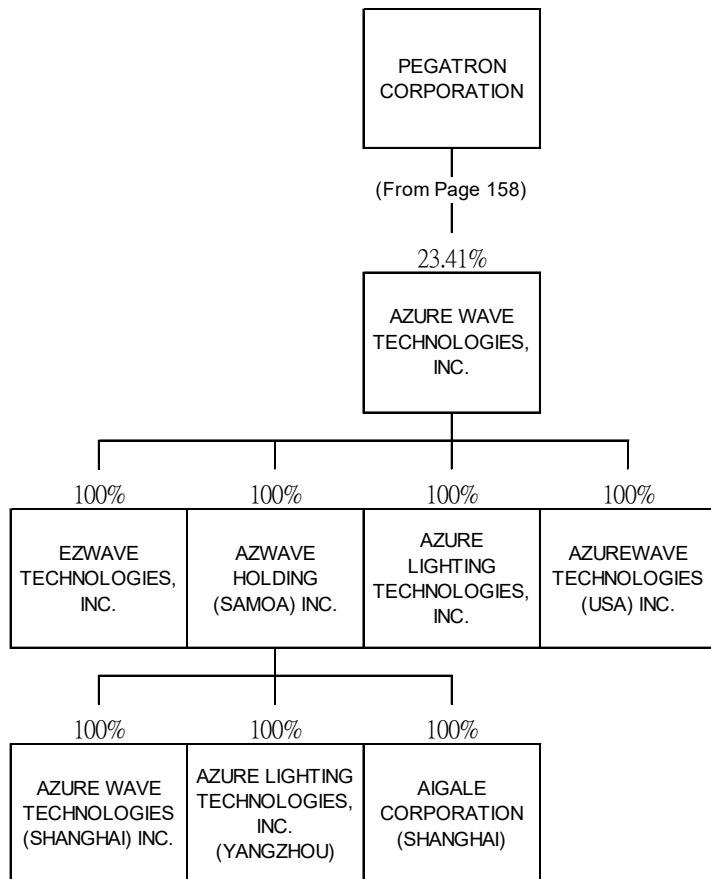 PEGATRON
CORPORATION
(From Page 158)
23.41%
AZURE WAVE
TECHNOLOGIES,
INC.
100%
100%
100%
100%
EZWAVE
TECHNOLOGIES,
INC.
AZWAVE
HOLDING
(SAMOA) INC.
AZURE
LIGHTING
TECHNOLOGIES,
INC.
AZUREWAVE
TECHNOLOGIES
(USA) INC.
100%
100%
100%
AZURE WAVE
TECHNOLOGIES
(SHANGHAI) INC.
AZURE LIGHTING
TECHNOLOGIES,
INC.
(YANGZHOU)
AIGALE
CORPORATION
(SHANGHAI)